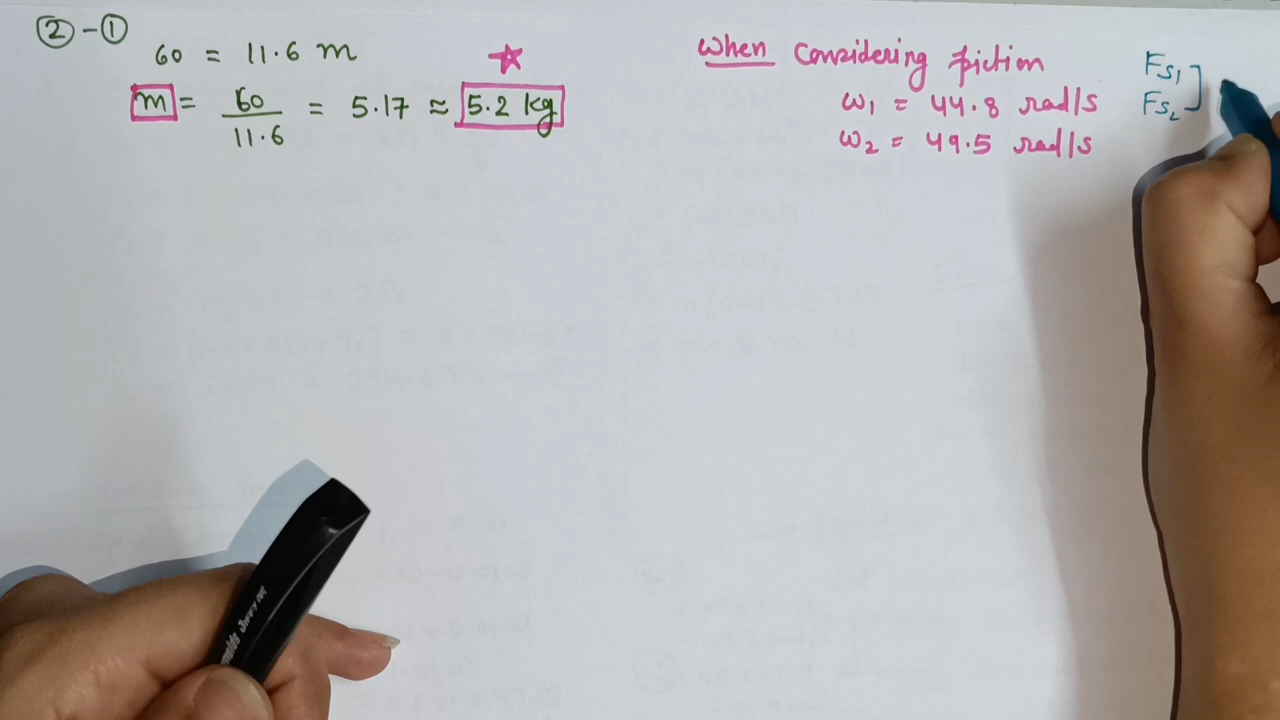 ② - ①
60 = 11.6 m
m = 60/11.6 = 5.17 ≈ 5.2 kg
When Considering friction
ω₁ = 44.8 rad/s
ω₂ = 49.5 rad/s
Fs₁
Fs₂